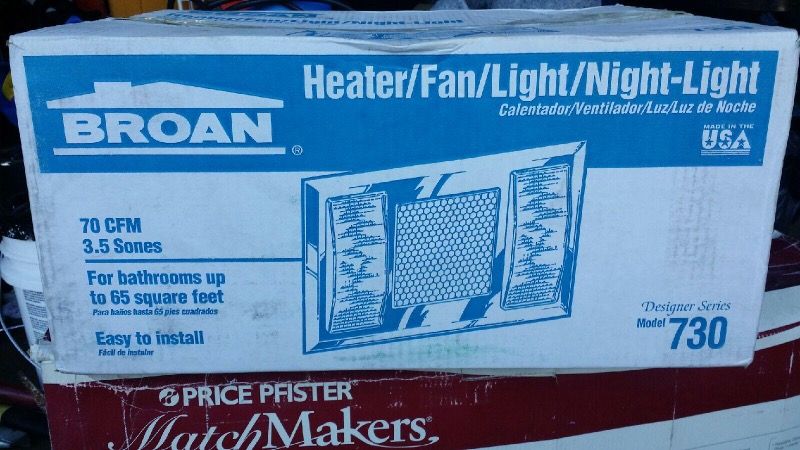 Heater/Fan/Light/Night-Light
Calentador/Ventilador/Luz/Luz de Noche
BROAN®
MADE IN THE
USA
70 CFM
3.5 Sones
For bathrooms up
to 65 square feet
Para baños hasta 65 pies cuadrados
Easy to install
Fácil de instalar
Designer Series
Model 730
PRICE PFISTER
MatchMakers®